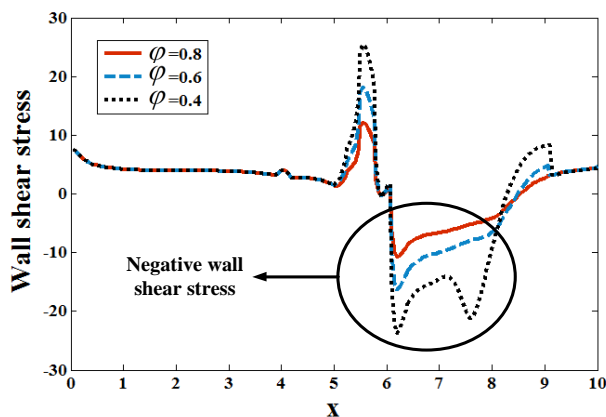 30
20
10
0
-10
-20
-30
Wall shear stress
φ=0.8
φ=0.6
φ=0.4
Negative wall
shear stress
0 1 2 3 4 5 6 7 8 9 10
x